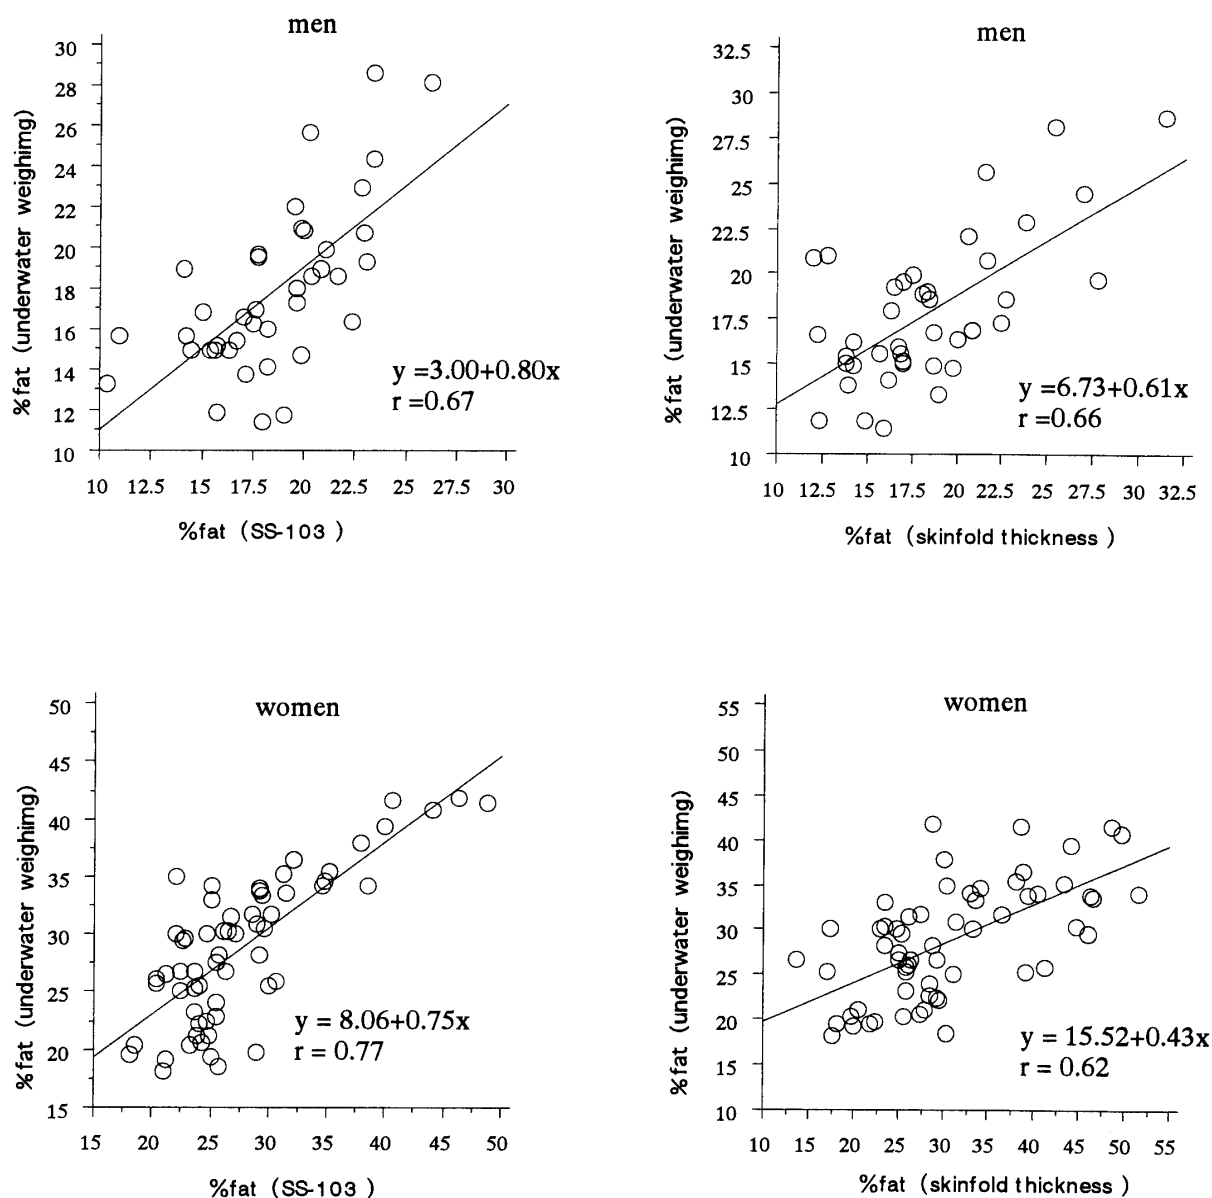 men
30
28
26
24
22
20
18
16
14
12
10
%fat (underwater weighimg)
y =3.00+0.80x
r =0.67
10 12.5 15 17.5 20 22.5 25 27.5 30
%fat (SS-103 )
men
32.5
30
27.5
25
22.5
20
17.5
15
12.5
10
%fat (underwater weighimg)
y =6.73+0.61x
r =0.66
10 12.5 15 17.5 20 22.5 25 27.5 30 32.5
%fat (skinfold thickness )
women
50
45
40
35
30
25
20
15
%fat (underwater weighimg)
y = 8.06+0.75x
r = 0.77
15 20 25 30 35 40 45 50
%fat (SS-103 )
women
55
50
45
40
35
30
25
20
15
10
%fat (underwater weighimg)
y = 15.52+0.43x
r = 0.62
10 15 20 25 30 35 40 45 50 55
%fat (skinfold thickness )